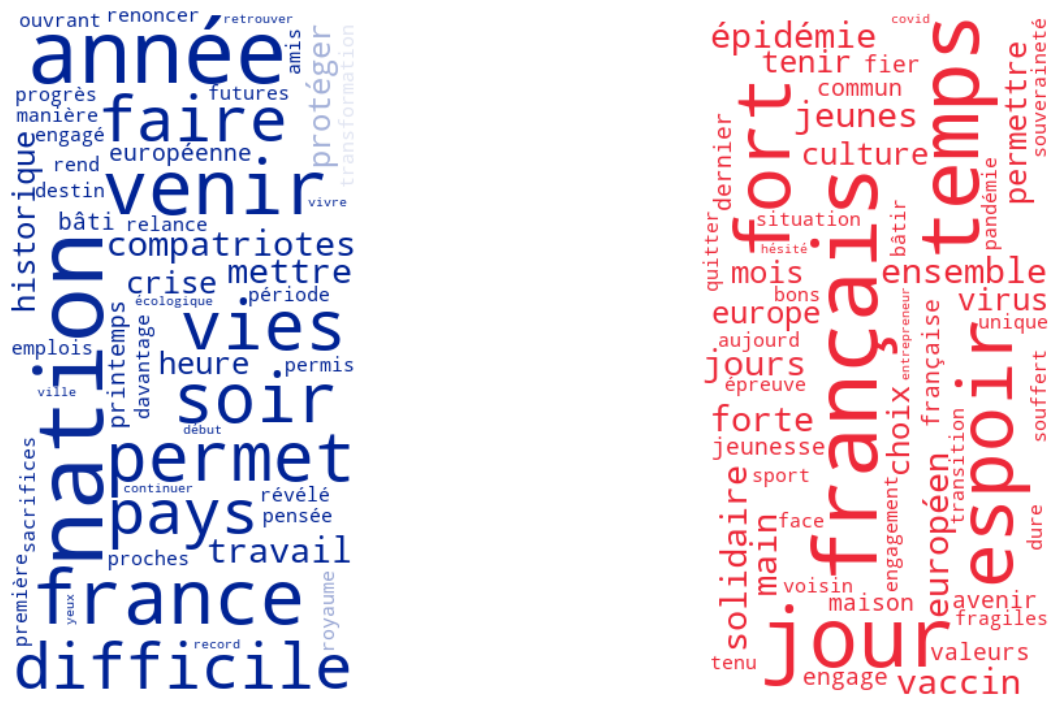 ouvrant
renoncer
retrouver
année
amis
protéger
transformation
progrès
futures
manière
faire
engagé
européenne
historique
rend
destin
venir
vivre
bâti
relance
compatriotes
nation
crise
mettre
écologique
période
printemps
davantage
vies
emplois
heure
permis
ville
soir
début
permet
sacrifices
continuer
révélé
pays
pensée
proches
travail
première
france
yeux
royaume
record
difficile
covid
épidémie
temps
tenir
fier
permettre
souveraineté
commun
fort
jeunes
dernier
culture
français
pandémie
situation
bâtir
quitter
hésité
mois
ensemble
bons
entrepreneur
virus
europe
française
unique
aujourd
jours
espoir
épreuve
choix
souffert
forte
jeunesse
transition
solidaire
sport
européen
engagement
main
face
dure
voisin
maison
avenir
jour
fragiles
tenu
valeurs
engage
vaccin